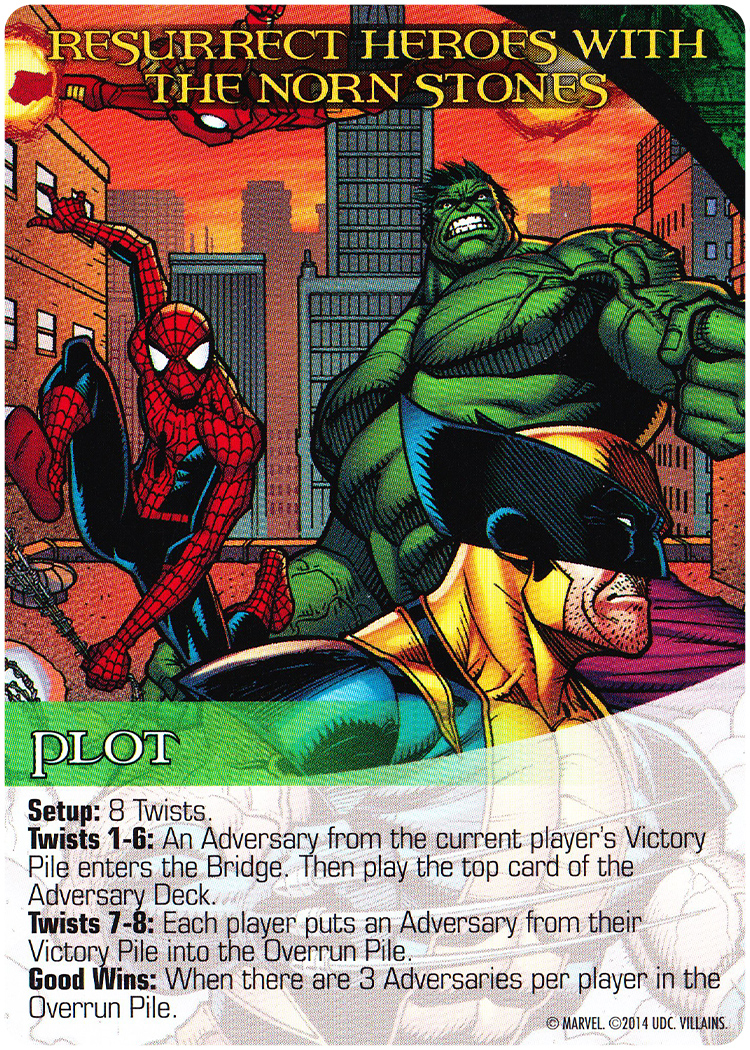 RESURRECT HEROES WITH
THE NORN STONES
PLOT
Setup: 8 Twists.
Twists 1-6: An Adversary from the current player's Victory
Pile enters the Bridge. Then play the top card of the
Adversary Deck.
Twists 7-8: Each player puts an Adversary from their
Victory Pile into the Overrun Pile.
Good Wins: When there are 3 Adversaries per player in the
Overrun Pile.
© MARVEL. ©2014 UDC. VILLAINS.